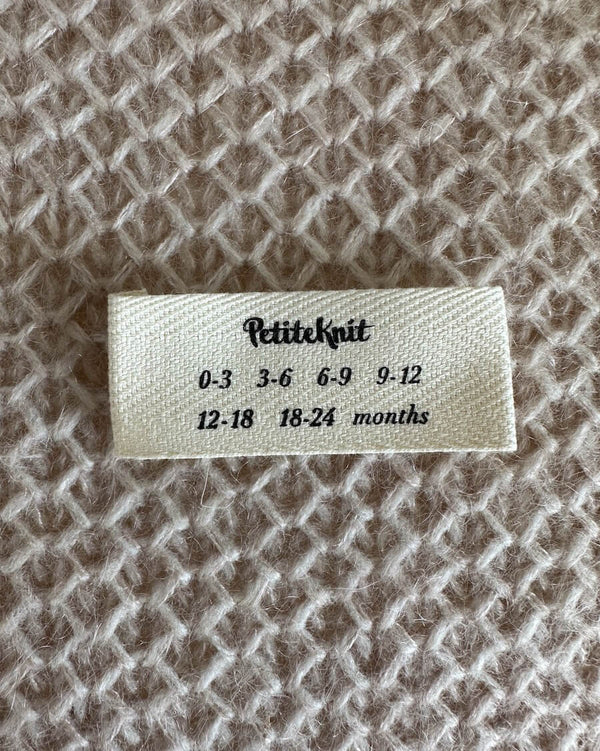 PetiteKnit
0-3 3-6 6-9 9-12
12-18 18-24 months